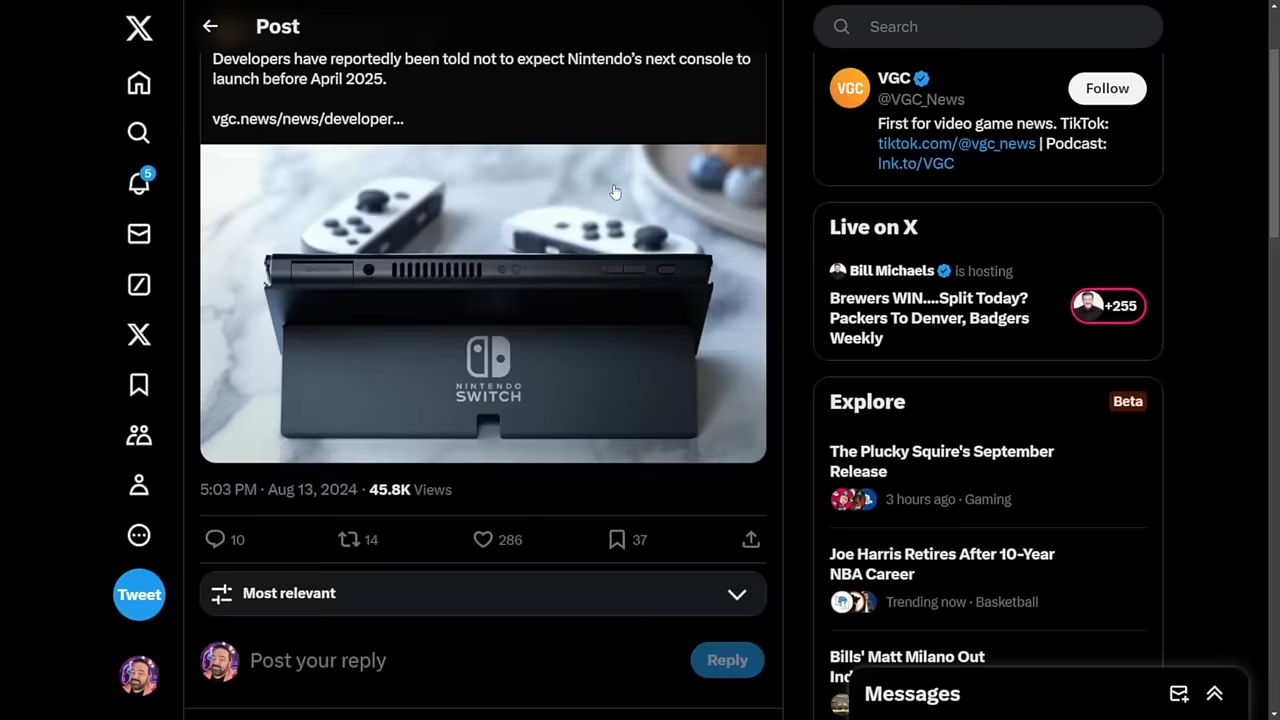 Post
Developers have reportedly been told not to expect Nintendo's next console to
launch before April 2025.
vgc.news/news/developer...
NINTENDO
SWITCH
5:03 PM · Aug 13, 2024 · 45.8K Views
10
14
286
37
Most relevant
Post your reply
Reply
5
Tweet
Search
VGC
VGC
@VGC_News
Follow
First for video game news. TikTok:
tiktok.com/@vgc_news | Podcast:
lnk.to/VGC
Live on X
Bill Michaels is hosting
Brewers WIN....Split Today?
Packers To Denver, Badgers
Weekly
+255
Explore
Beta
The Plucky Squire's September
Release
3 hours ago · Gaming
Joe Harris Retires After 10-Year
NBA Career
Trending now · Basketball
Bills' Matt Milano Out
Messages